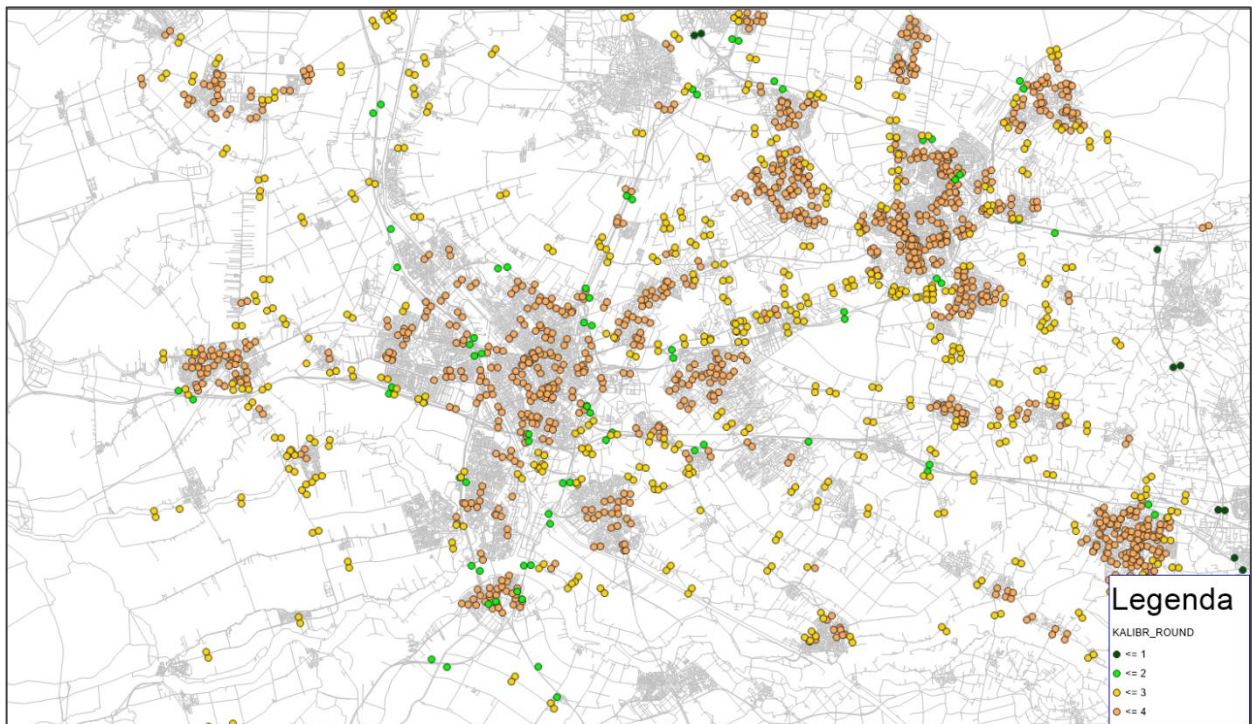 Legenda
KALIBR_ROUND
<= 1
<= 2
<= 3
<= 4